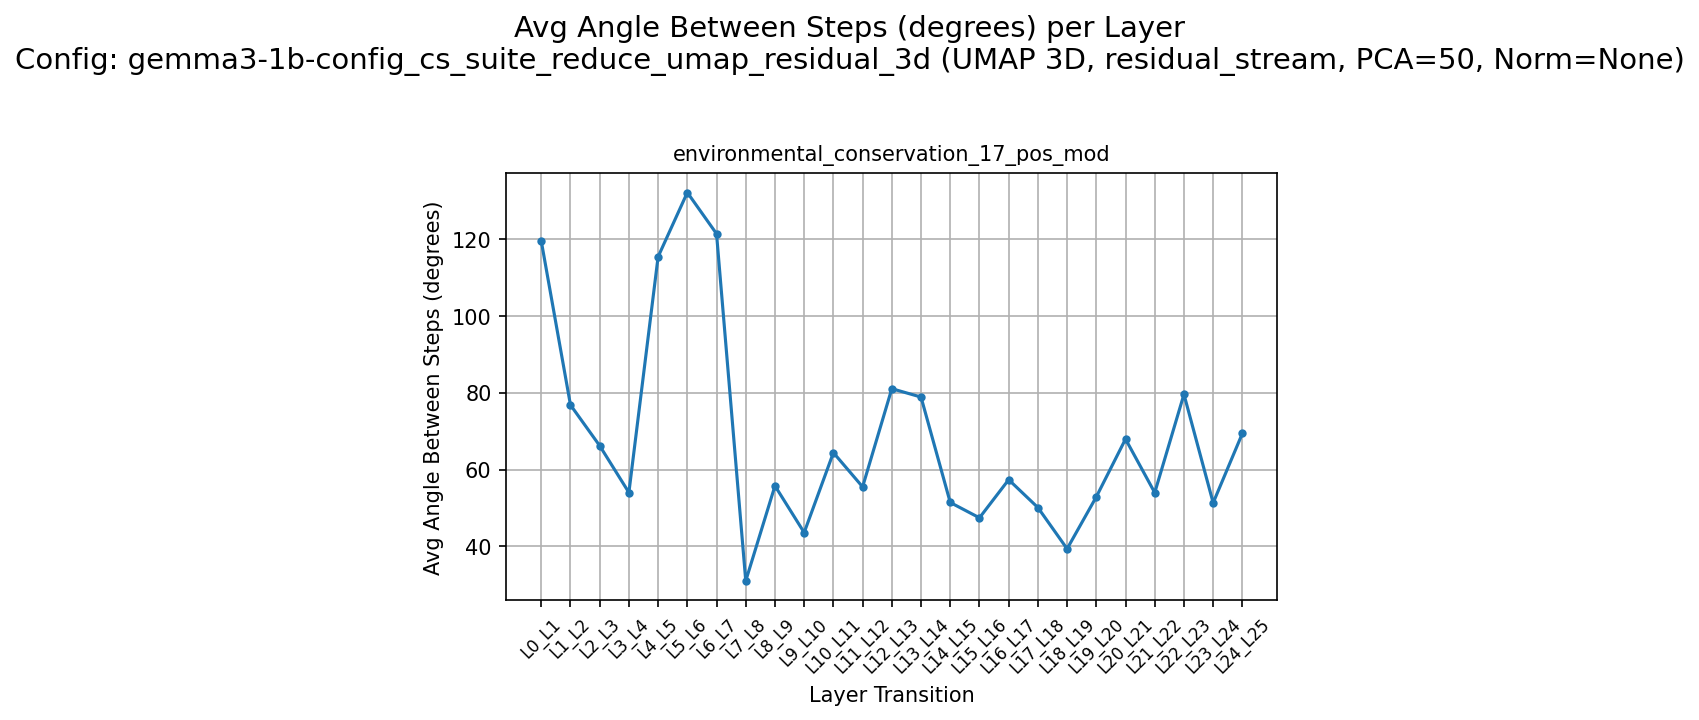 Avg Angle Between Steps (degrees) per Layer
Config: gemma3-1b-config_cs_suite_reduce_umap_residual_3d (UMAP 3D, residual_stream, PCA=50, Norm=None)
environmental_conservation_17_pos_mod
Avg Angle Between Steps (degrees)
120
100
80
60
40
L0_L1
L1_L2
L2_L3
L3_L4
L4_L5
L5_L6
L6_L7
L7_L8
L8_L9
L9_L10
L10_L11
L11_L12
L12_L13
L13_L14
L14_L15
L15_L16
L16_L17
L17_L18
L18_L19
L19_L20
L20_L21
L21_L22
L22_L23
L23_L24
L24_L25
Layer Transition